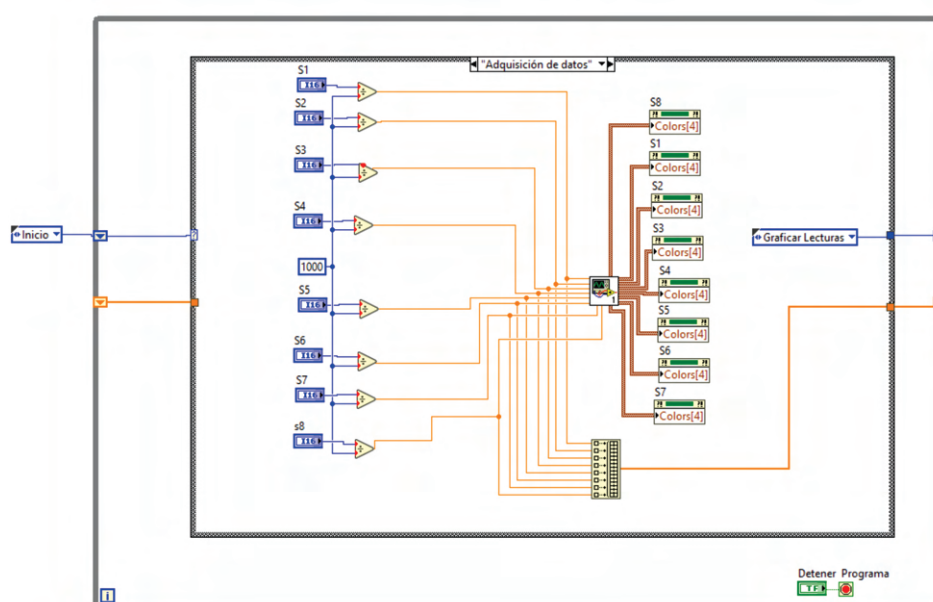 "Adquisición de datos"
S1
I16
S2
I16
S3
I16
S4
I16
1000
S5
I16
S6
I16
S7
I16
s8
I16
Inicio
?
1
S8
Colors[4]
S1
Colors[4]
S2
Colors[4]
S3
Colors[4]
S4
Colors[4]
S5
Colors[4]
S6
Colors[4]
S7
Colors[4]
Graficar Lecturas
Detener Programa
TF
i